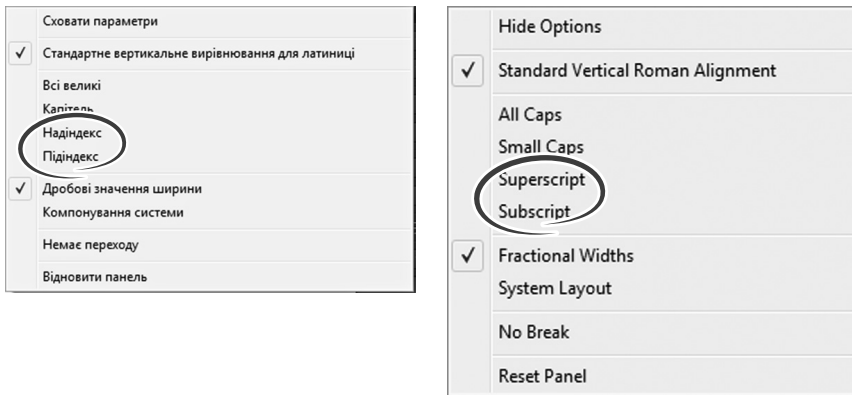 Сховати параметри
Стандартне вертикальне вирівнювання для латиниці
Всі великі
Капітель
Надіндекс
Підіндекс
Дробові значення ширини
Компонування системи
Немає переходу
Відновити панель
Hide Options
Standard Vertical Roman Alignment
All Caps
Small Caps
Superscript
Subscript
Fractional Widths
System Layout
No Break
Reset Panel